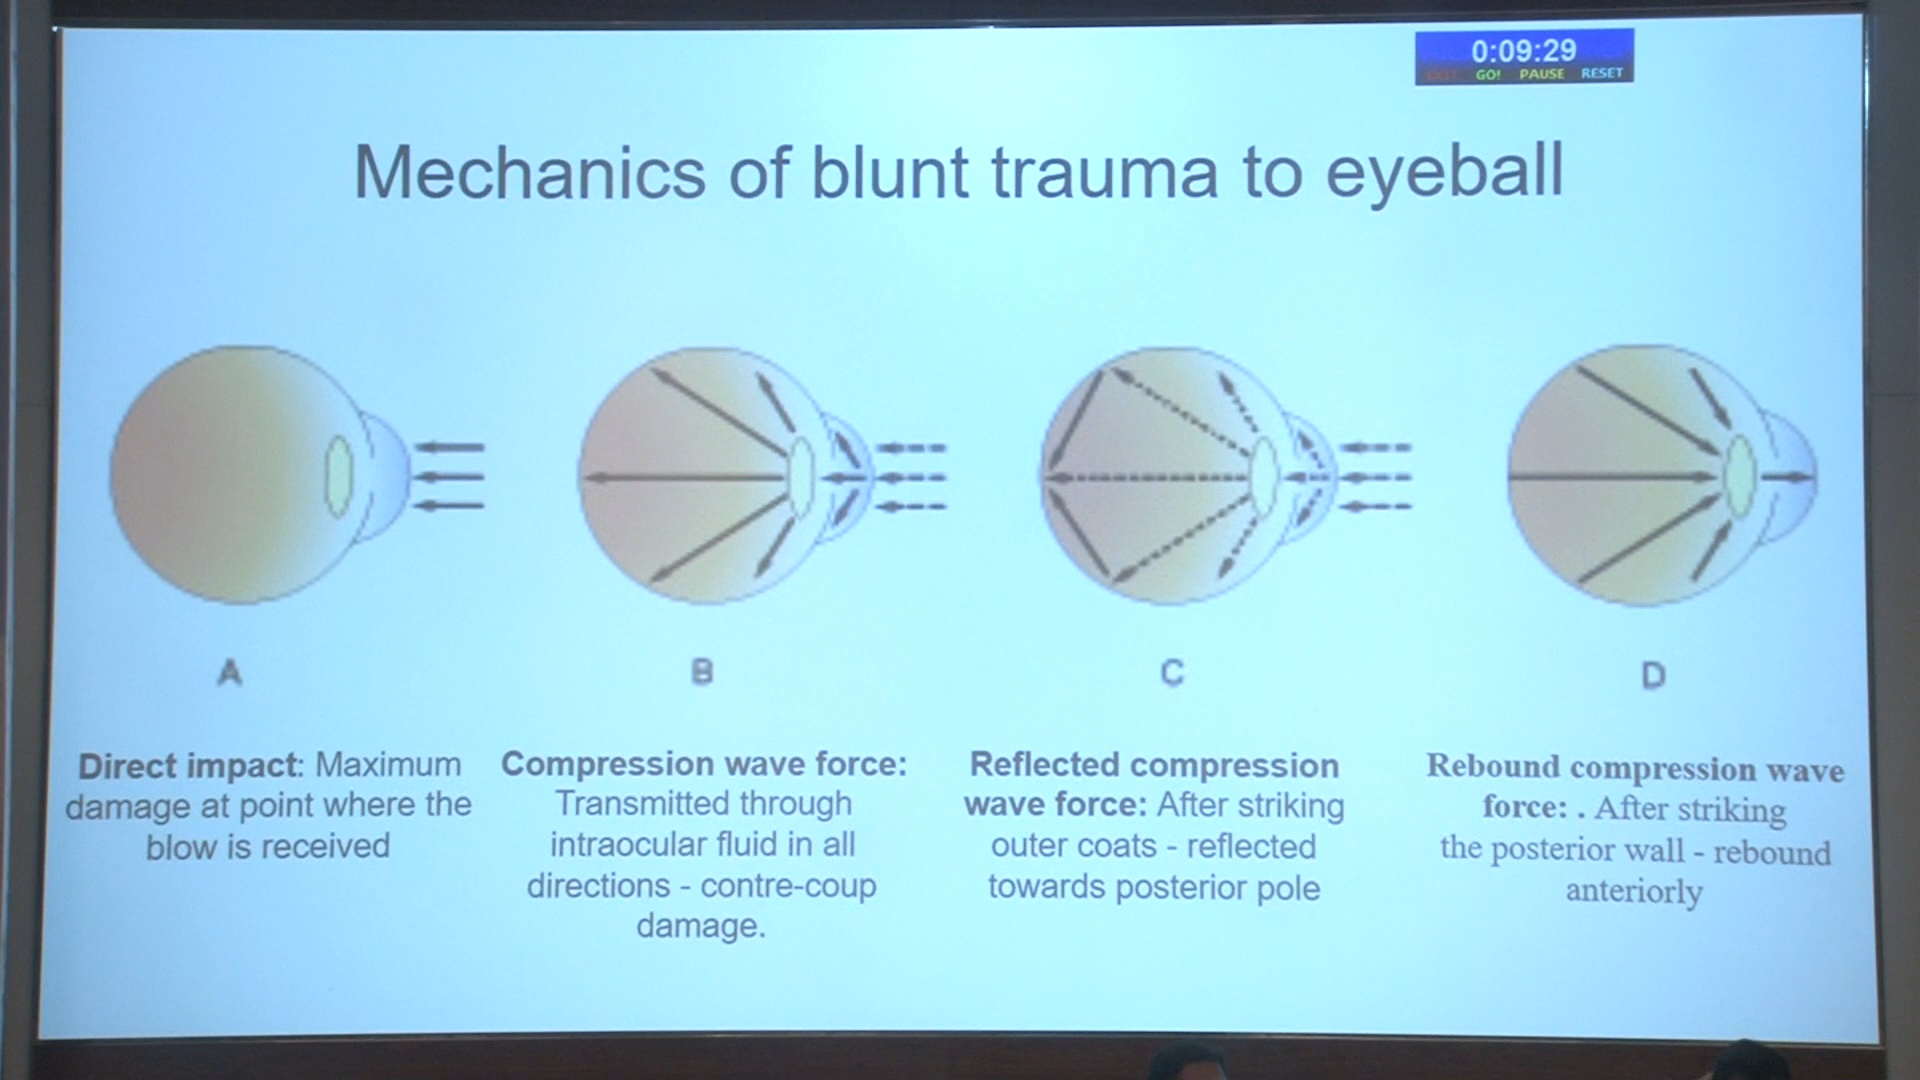 0:09:29
EXIT GO! PAUSE RESET
Mechanics of blunt trauma to eyeball
A
B
C
D
Direct impact: Maximum
damage at point where the
blow is received
Compression wave force:
Transmitted through
intraocular fluid in all
directions - contre-coup
damage.
Reflected compression
wave force: After striking
outer coats - reflected
towards posterior pole
Rebound compression wave
force: . After striking
the posterior wall - rebound
anteriorly